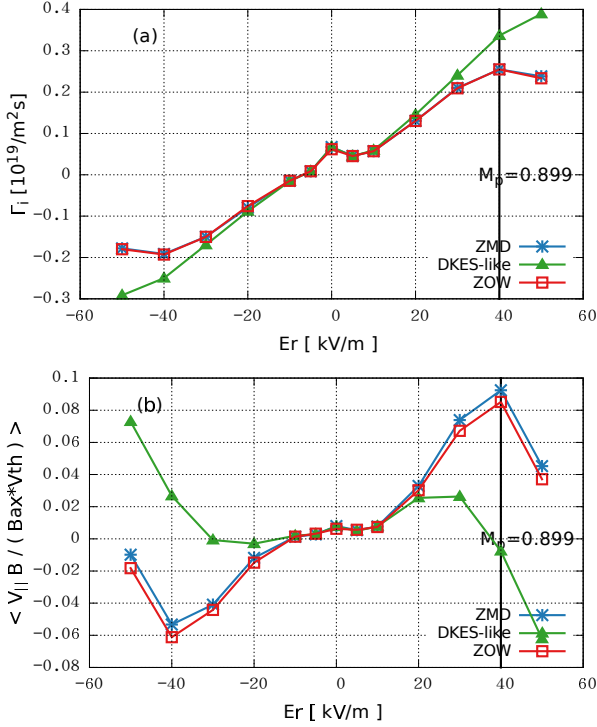 0.4
(a)
0.3
0.2
0.1
0
−0.1
−0.2
−0.3
Γi [10^19/m^2s]
Mp=0.899
ZMD
DKES-like
ZOW
−60 −40 −20 0 20 40 60
Er [ kV/m ]
0.1
(b)
0.08
0.06
0.04
0.02
0
−0.02
−0.04
−0.06
−0.08
< V|| B / ( Bax*Vth ) >
Mp=0.899
ZMD
DKES-like
ZOW
−60 −40 −20 0 20 40 60
Er [ kV/m ]